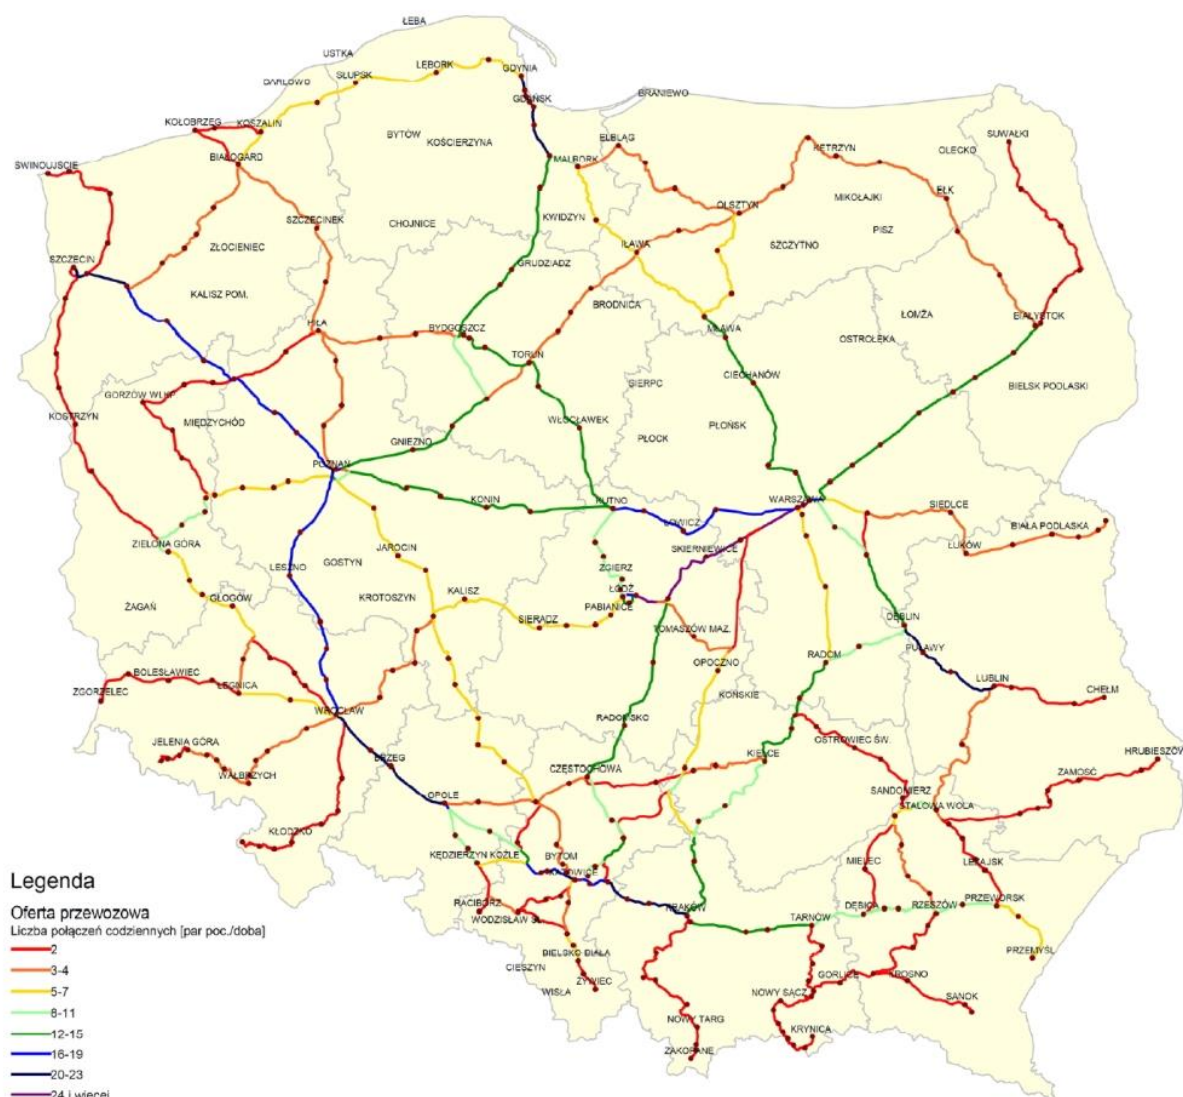 ŁEBA
USTKA
DARŁOWO
SŁUPSK
LĘBORK
GDYNIA
GDAŃSK
BRANIEWO
KOŁOBRZEG
KOSZALIN
BYTÓW
KOŚCIERZYNA
ELBLĄG
MALBORK
KĘTRZYN
OLECKO
SUWAŁKI
ŚWINOUJŚCIE
BIAŁOGARD
SZCZECINEK
CHOJNICE
KWIDZYN
OLSZTYN
MIKOŁAJKI
EŁK
PISZ
ZŁOCIENIEC
IŁAWA
SZCZYTNO
SZCZECIN
KALISZ POM.
GRUDZIĄDZ
BRODNICA
ŁOMŻA
BIAŁYSTOK
PIŁA
BYDGOSZCZ
MŁAWA
OSTROŁĘKA
TORUŃ
CIECHANÓW
BIELSK PODLASKI
GORZÓW WLKP
SIERPC
KOSTRZYN
MIĘDZYCHÓD
WŁOCŁAWEK
PŁOŃSK
PŁOCK
GNIEZNO
POZNAŃ
KONIN
KUTNO
WARSZAWA
ŁOWICZ
SIEDLCE
BIAŁA PODLASKA
ZIELONA GÓRA
JAROCIN
SKIERNIEWICE
ŁUKÓW
LESZNO
GOSTYŃ
ZGIERZ
ŁÓDŹ
ŻAGAŃ
GŁOGÓW
KROTOSZYN
KALISZ
SIERADZ
PABIANICE
TOMASZÓW MAZ.
DĘBLIN
PUŁAWY
RADOM
OPOCZNO
BOLESŁAWIEC
ZGORZELEC
LEGNICA
KOŃSKIE
LUBLIN
CHEŁM
WROCŁAW
RADOMSKO
JELENIA GÓRA
OSTROWIEC ŚW.
HRUBIESZÓW
BRZEG
KIELCE
WAŁBRZYCH
CZĘSTOCHOWA
ZAMOŚĆ
OPOLE
SANDOMIERZ
STALOWA WOLA
KŁODZKO
KĘDZIERZYN KOŹLE
BYTOM
KATOWICE
MIELEC
LEŻAJSK
Legenda
Oferta przewozowa
Liczba połączeń codziennych [par poc./doba]
2
3-4
5-7
8-11
12-15
16-19
20-23
24 i więcej
RACIBÓRZ
WODZISŁAW ŚL.
KRAKÓW
TARNÓW
DĘBICA
RZESZÓW
PRZEWORSK
PRZEMYŚL
BIELSKO BIAŁA
CIESZYN
ŻYWIEC
WISŁA
GORLICE
KROSNO
NOWY SĄCZ
SANOK
NOWY TARG
KRYNICA
ZAKOPANE